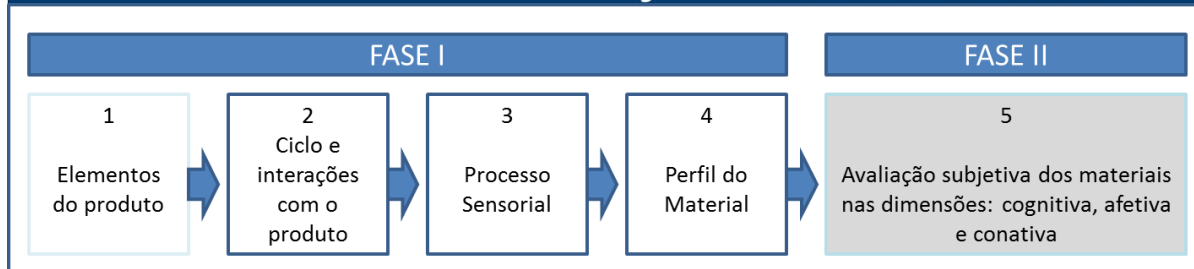 FASE I
FASE II
1
Elementos
do produto
2
Ciclo e
interações
com o
produto
3
Processo
Sensorial
4
Perfil do
Material
5
Avaliação subjetiva dos materiais
nas dimensões: cognitiva, afetiva
e conativa